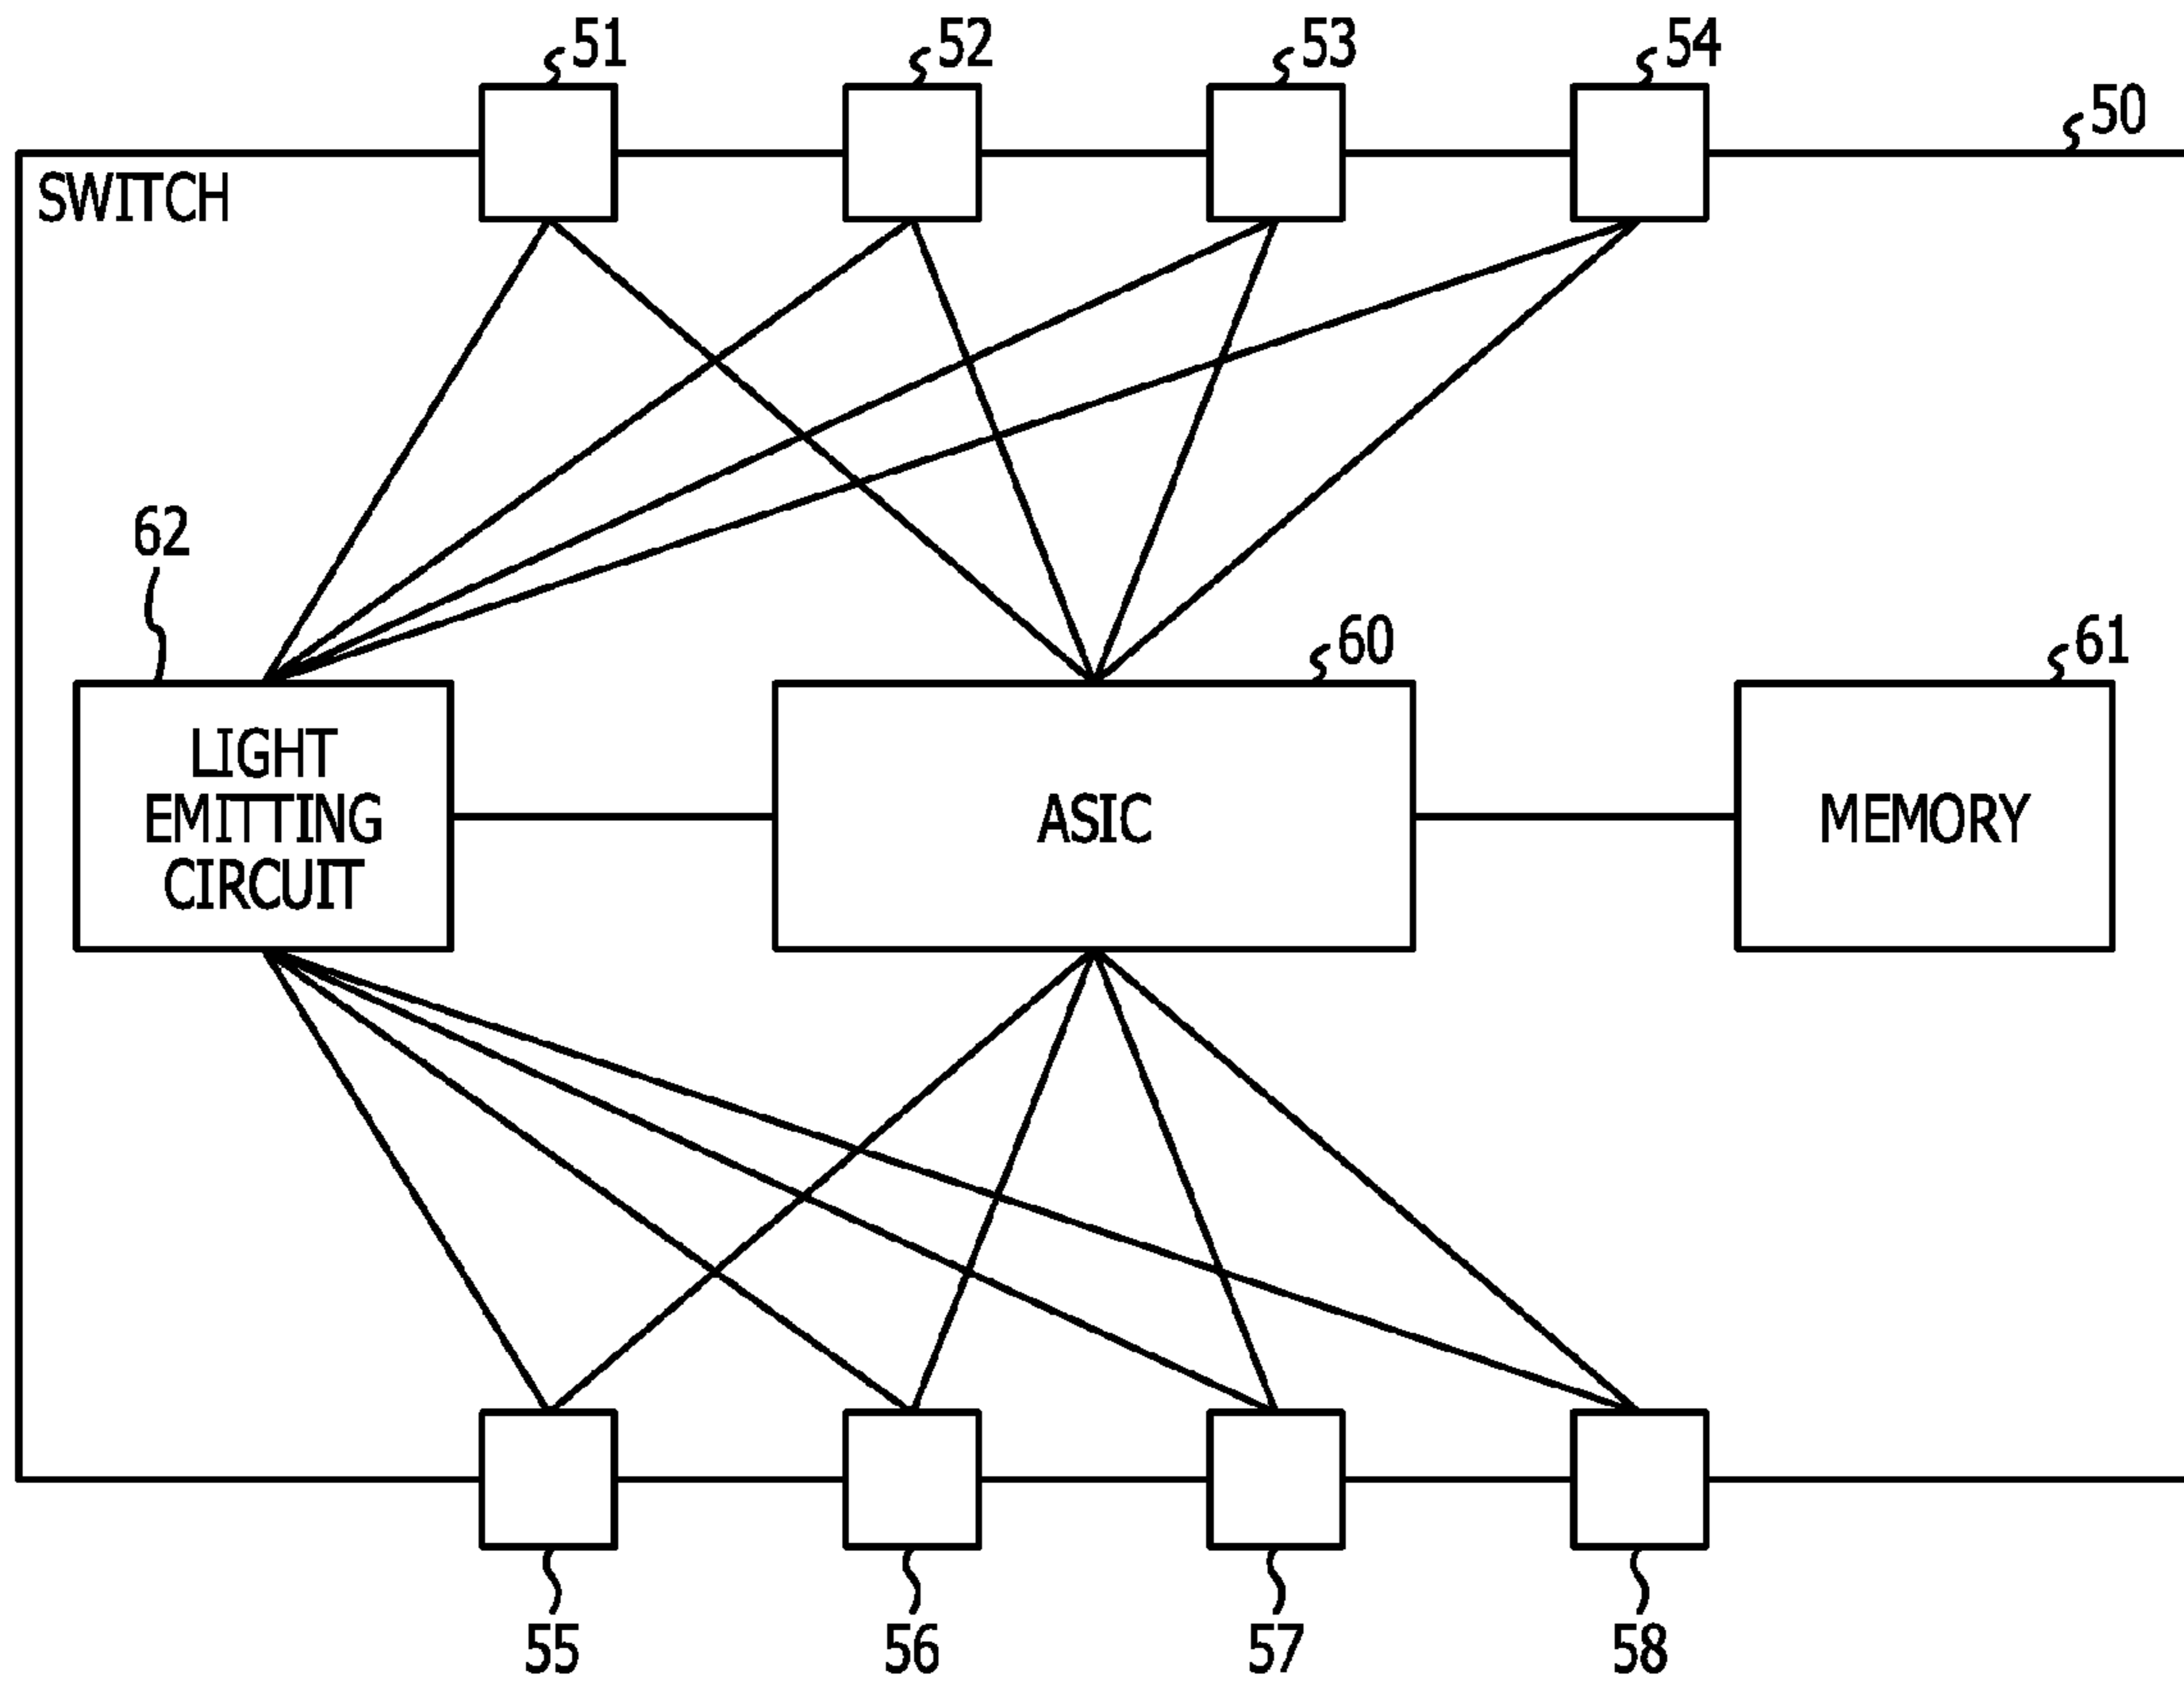 51
52
53
54
50
SWITCH
62
60
61
LIGHT
EMITTING
CIRCUIT
ASIC
MEMORY
55
56
57
58